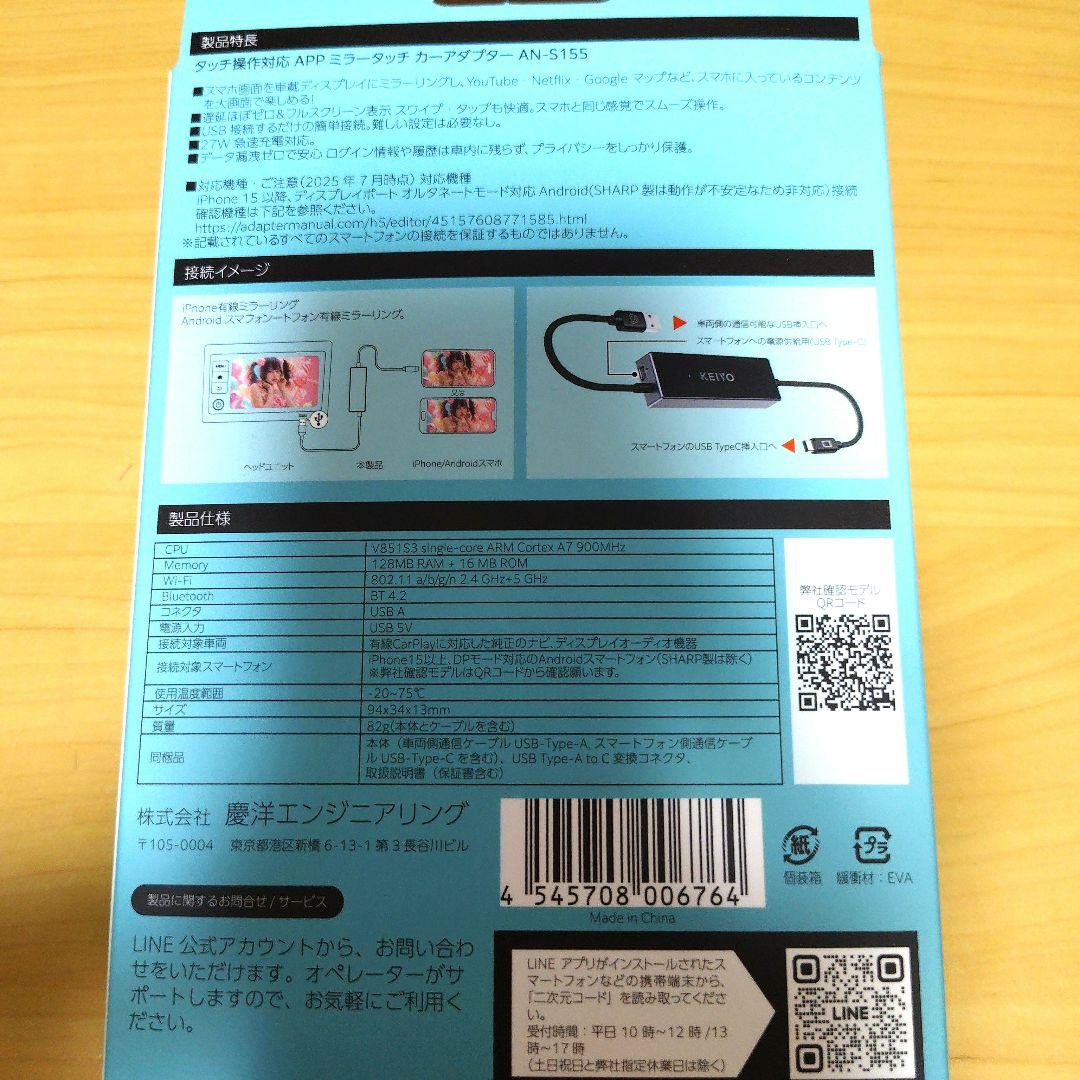 製品特長
タッチ操作対応 APP ミラータッチ カーアダプター AN-S155
■スマホ画面を車載ディスプレイにミラーリングし、YouTube・Netflix・Google マップなど、スマホに入っているコンテンツ
を大画面で楽しめる!
■遅延ほぼゼロ&フルスクリーン表示 スワイプ・タップも快適。スマホと同じ感覚でスムーズ操作。
■USB 接続するだけの簡単接続。難しい設定は必要なし。
■27W 急速充電対応。
■データ漏洩ゼロで安心 ログイン情報や履歴は車内に残らず、プライバシーをしっかり保護。
■対応機種・ご注意(2025 年 7 月時点) 対応機種
iPhone 15 以降、ディスプレイポート オルタネートモード対応 Android(SHARP 製は動作が不安定なため非対応)接続
確認機種は下記を参照ください。
https://adaptermanual.com/h5/editor/45157608771585.html
※記載されているすべてのスマートフォンの接続を保証するものではありません。
接続イメージ
iPhone有線ミラーリング
Android スマフォンートフォン有線ミラーリング。
又は
ヘッドユニット
本製品
iPhone/Androidスマホ
車両側の通信可能なUSB挿入口へ
スマートフォンへの電源供給用(USB Type-C)
KEIYO
スマートフォンのUSB TypeC挿入口へ
製品仕様
CPU V851S3 single-core ARM Cortex A7 900MHz
Memory 128MB RAM + 16 MB ROM
Wi-Fi 802.11 a/b/g/n 2.4 GHz+5 GHz
Bluetooth BT 4.2
コネクタ USB A
電源入力 USB 5V
接続対象車両 有線CarPlayに対応した純正のナビ、ディスプレイオーディオ機器
接続対象スマートフォン iPhone15以上、DPモード対応のAndroidスマートフォン(SHARP製は除く)
※弊社確認モデルはQRコードから確認願います。
使用温度範囲 -20~75℃
サイズ 94x34x13mm
質量 82g(本体とケーブルを含む)
同梱品 本体(車両側通信ケーブル USB-Type-A, スマートフォン側通信ケーブ
ル USB-Type-C を含む)、USB Type-A to C 変換コネクタ、
取扱説明書(保証書含む)
弊社確認モデル
QRコード
株式会社 慶洋エンジニアリング
〒105-0004 東京都港区新橋 6-13-1 第 3 長谷川ビル
4 545708 006764
Made in China
紙
プラ
個装箱 緩衝材:EVA
製品に関するお問合せ/サービス
LINE 公式アカウントから、お問い合わ
せをいただけます。オペレーターがサ
ポートしますので、お気軽にご利用く
ださい。
LINE アプリがインストールされたス
マートフォンなどの携帯端末から、
「二次元コード」を読み取ってくださ
い。
受付時間:平日 10 時~12 時 /13
時~17 時
(土日祝日と弊社指定休業日は除く)
LINE